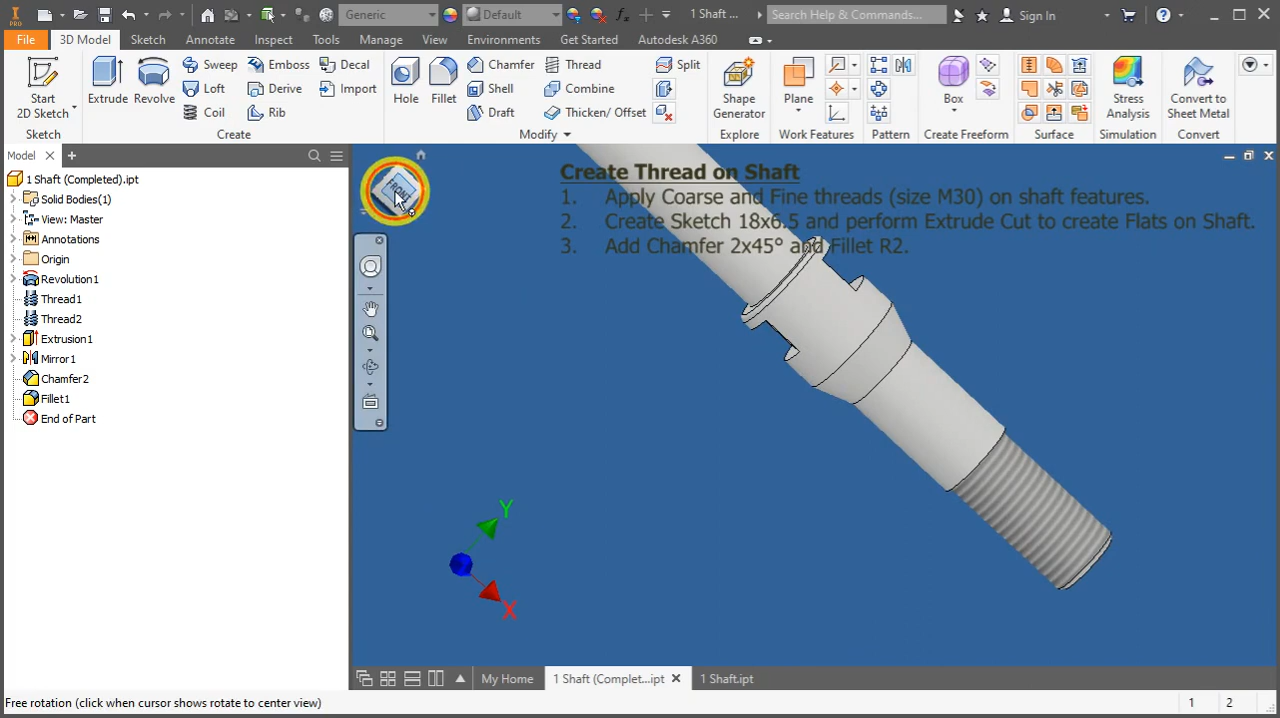 I
PRO
Generic
Default
fx
1 Shaft ...
Search Help & Commands...
Sign In
File
3D Model
Sketch
Annotate
Inspect
Tools
Manage
View
Environments
Get Started
Autodesk A360
Start
2D Sketch
Extrude
Revolve
Sweep
Loft
Coil
Emboss
Derive
Rib
Decal
Import
Hole
Fillet
Chamfer
Shell
Draft
Thread
Combine
Thicken/ Offset
Split
Shape
Generator
Plane
Box
Stress
Analysis
Convert to
Sheet Metal
Sketch
Create
Modify
Explore
Work Features
Pattern
Create Freeform
Surface
Simulation
Convert
Model
1 Shaft (Completed).ipt
Solid Bodies(1)
View: Master
Annotations
Origin
Revolution1
Thread1
Thread2
Extrusion1
Mirror1
Chamfer2
Fillet1
End of Part
FRONT
Create Thread on Shaft
1. Apply Coarse and Fine threads (size M30) on shaft features.
2. Create Sketch 18x6.5 and perform Extrude Cut to create Flats on Shaft.
3. Add Chamfer 2x45° and Fillet R2.
Y
X
My Home
1 Shaft (Complet...ipt
1 Shaft.ipt
Free rotation (click when cursor shows rotate to center view)
1
2